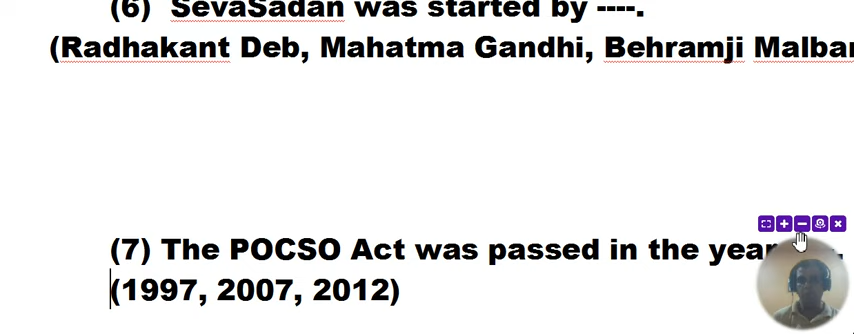 (6) SevaSadan was started by ----.
(Radhakant Deb, Mahatma Gandhi, Behramji
(7) The POCSO Act was passed in the year
(1997, 2007, 2012)